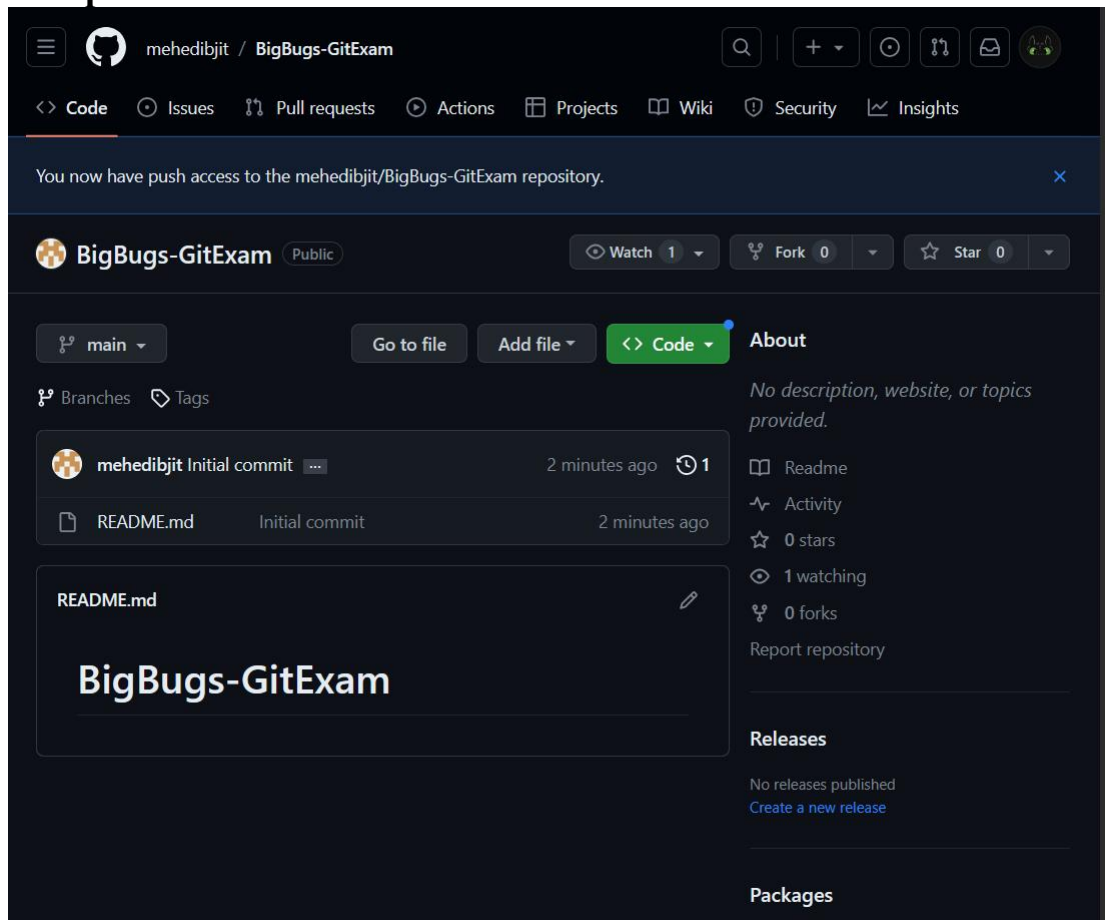 mehedibjit / BigBugs-GitExam
Code Issues Pull requests Actions Projects Wiki Security Insights
You now have push access to the mehedibjit/BigBugs-GitExam repository.
BigBugs-GitExam Public Watch 1 Fork 0 Star 0
main Go to file Add file Code
Branches Tags
mehedibjit Initial commit ... 2 minutes ago 1
README.md Initial commit 2 minutes ago
README.md
BigBugs-GitExam
About
No description, website, or topics
provided.
Readme
Activity
0 stars
1 watching
0 forks
Report repository
Releases
No releases published
Create a new release
Packages